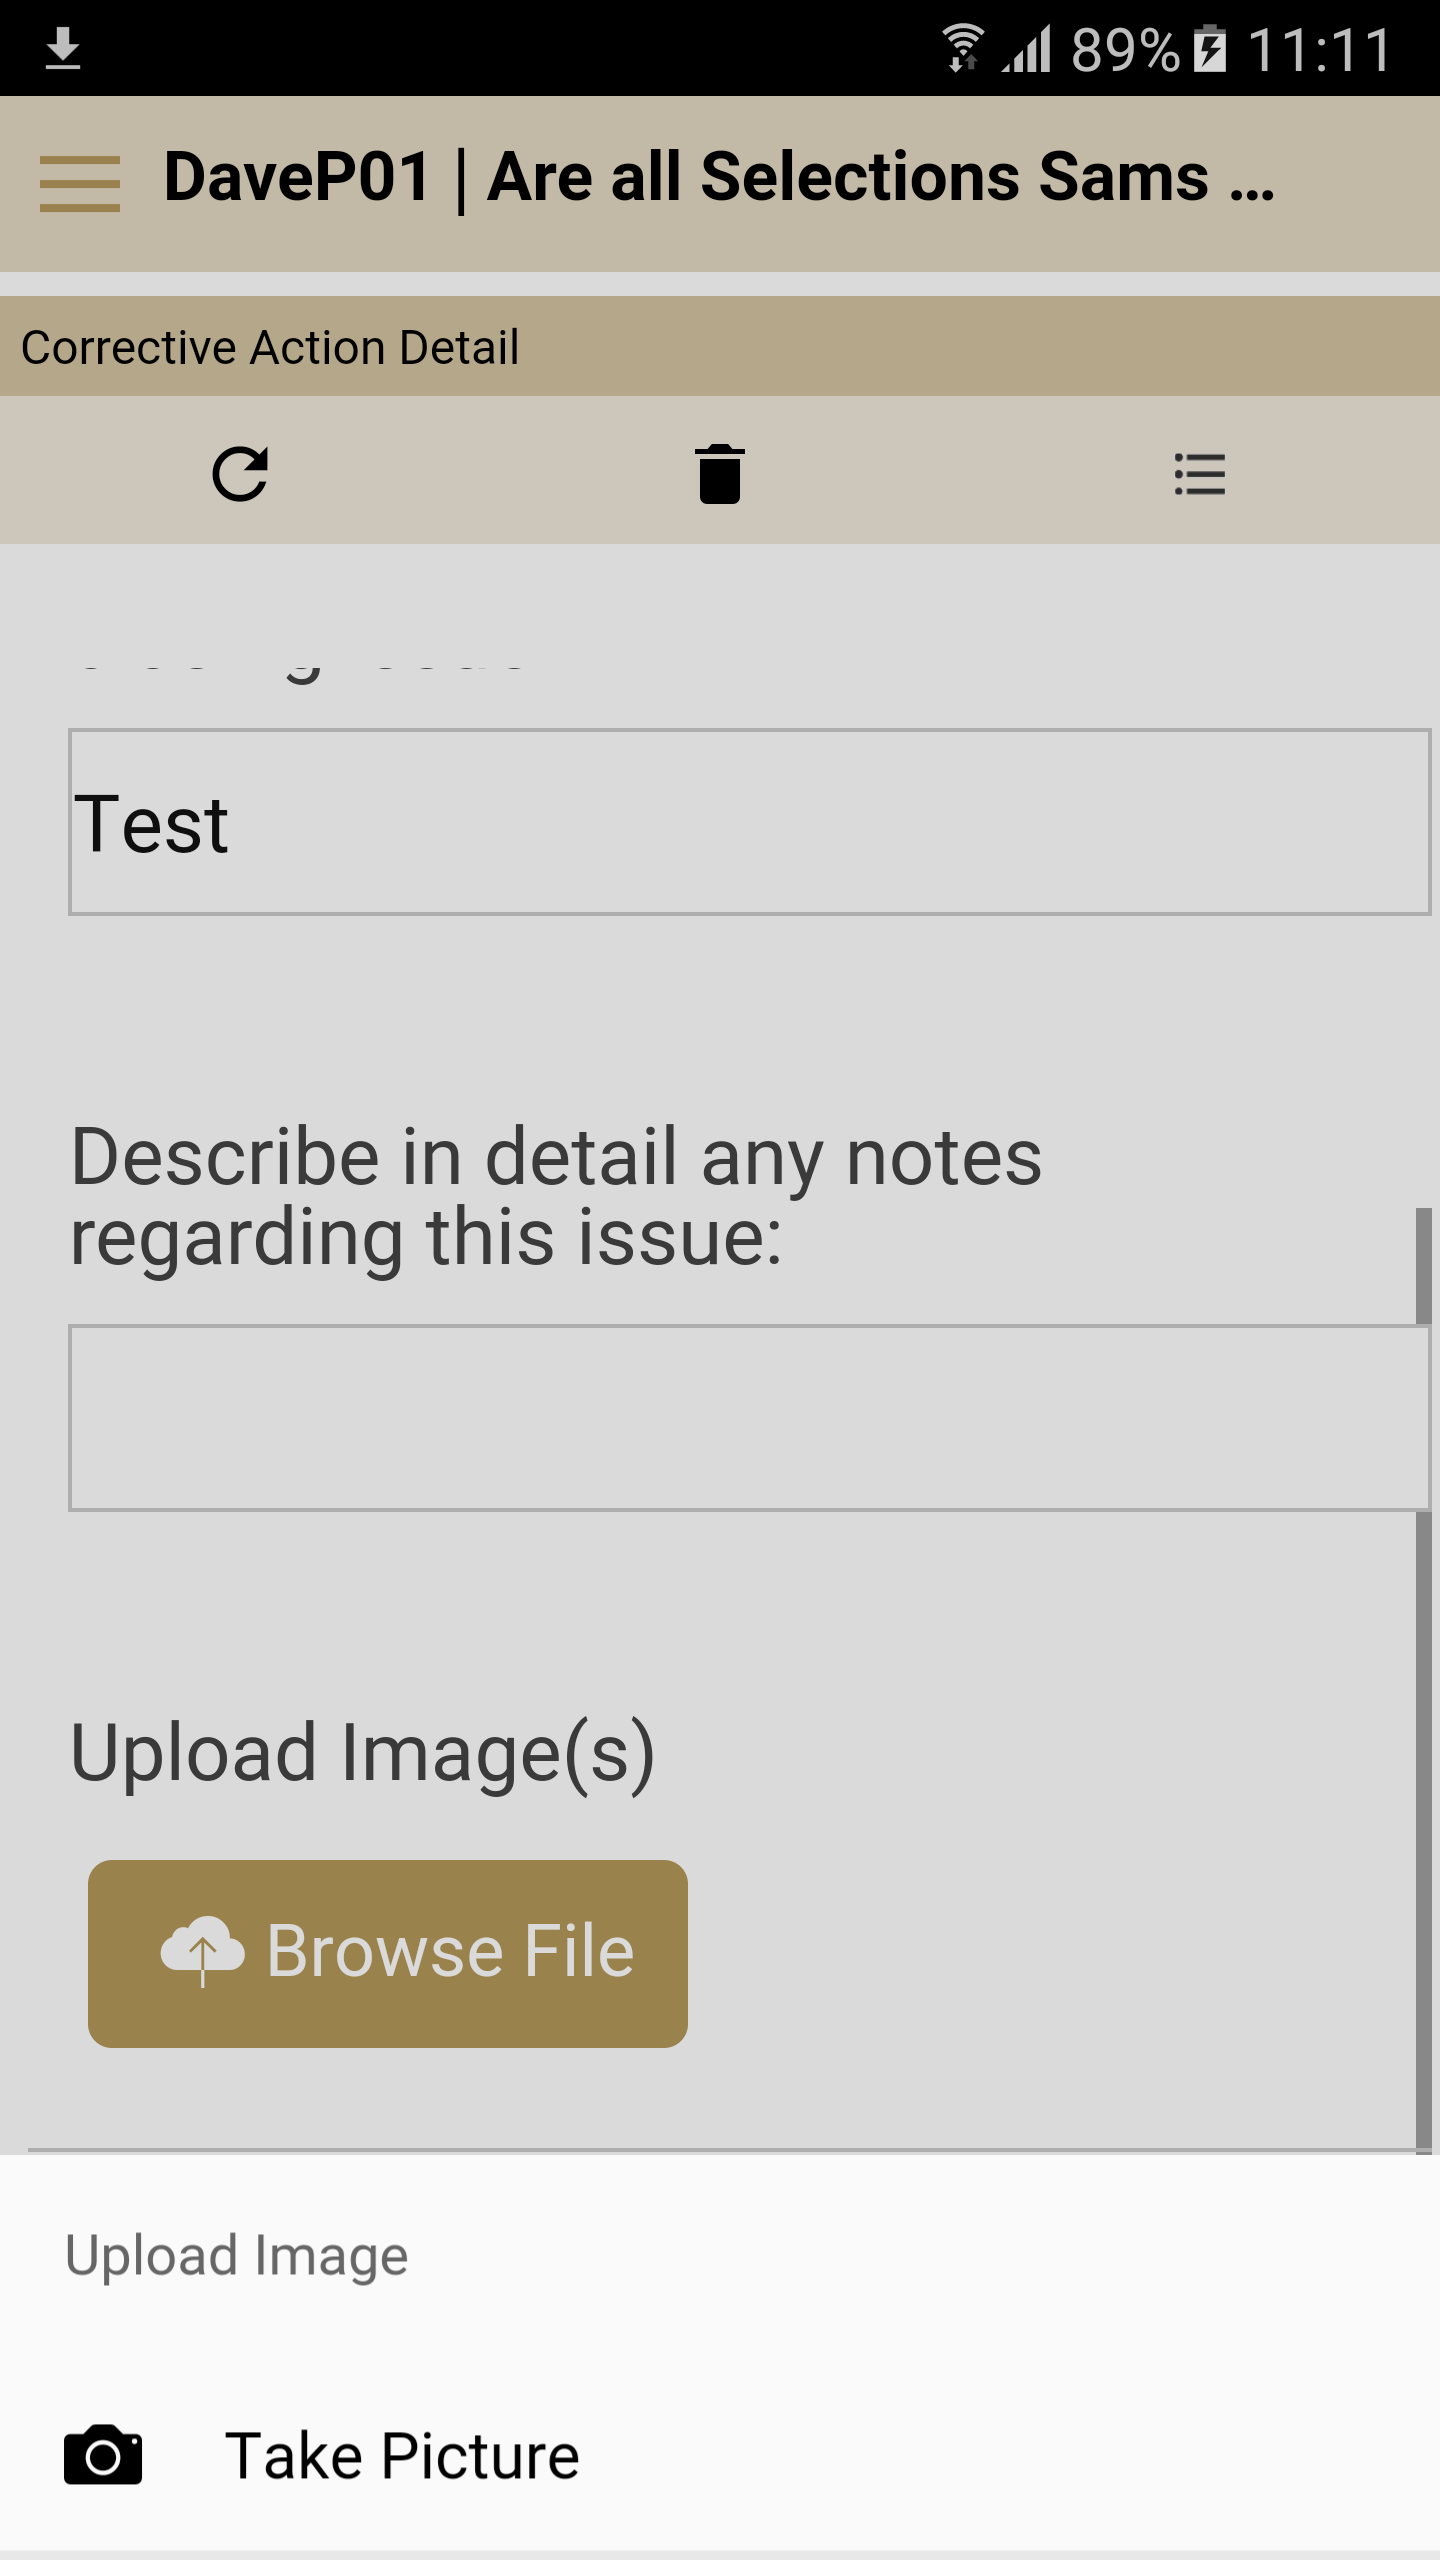 89% 11:11
DaveP01 | Are all Selections Sams ...
Corrective Action Detail
Test
Describe in detail any notes
regarding this issue:
Upload Image(s)
Browse File
Upload Image
Take Picture